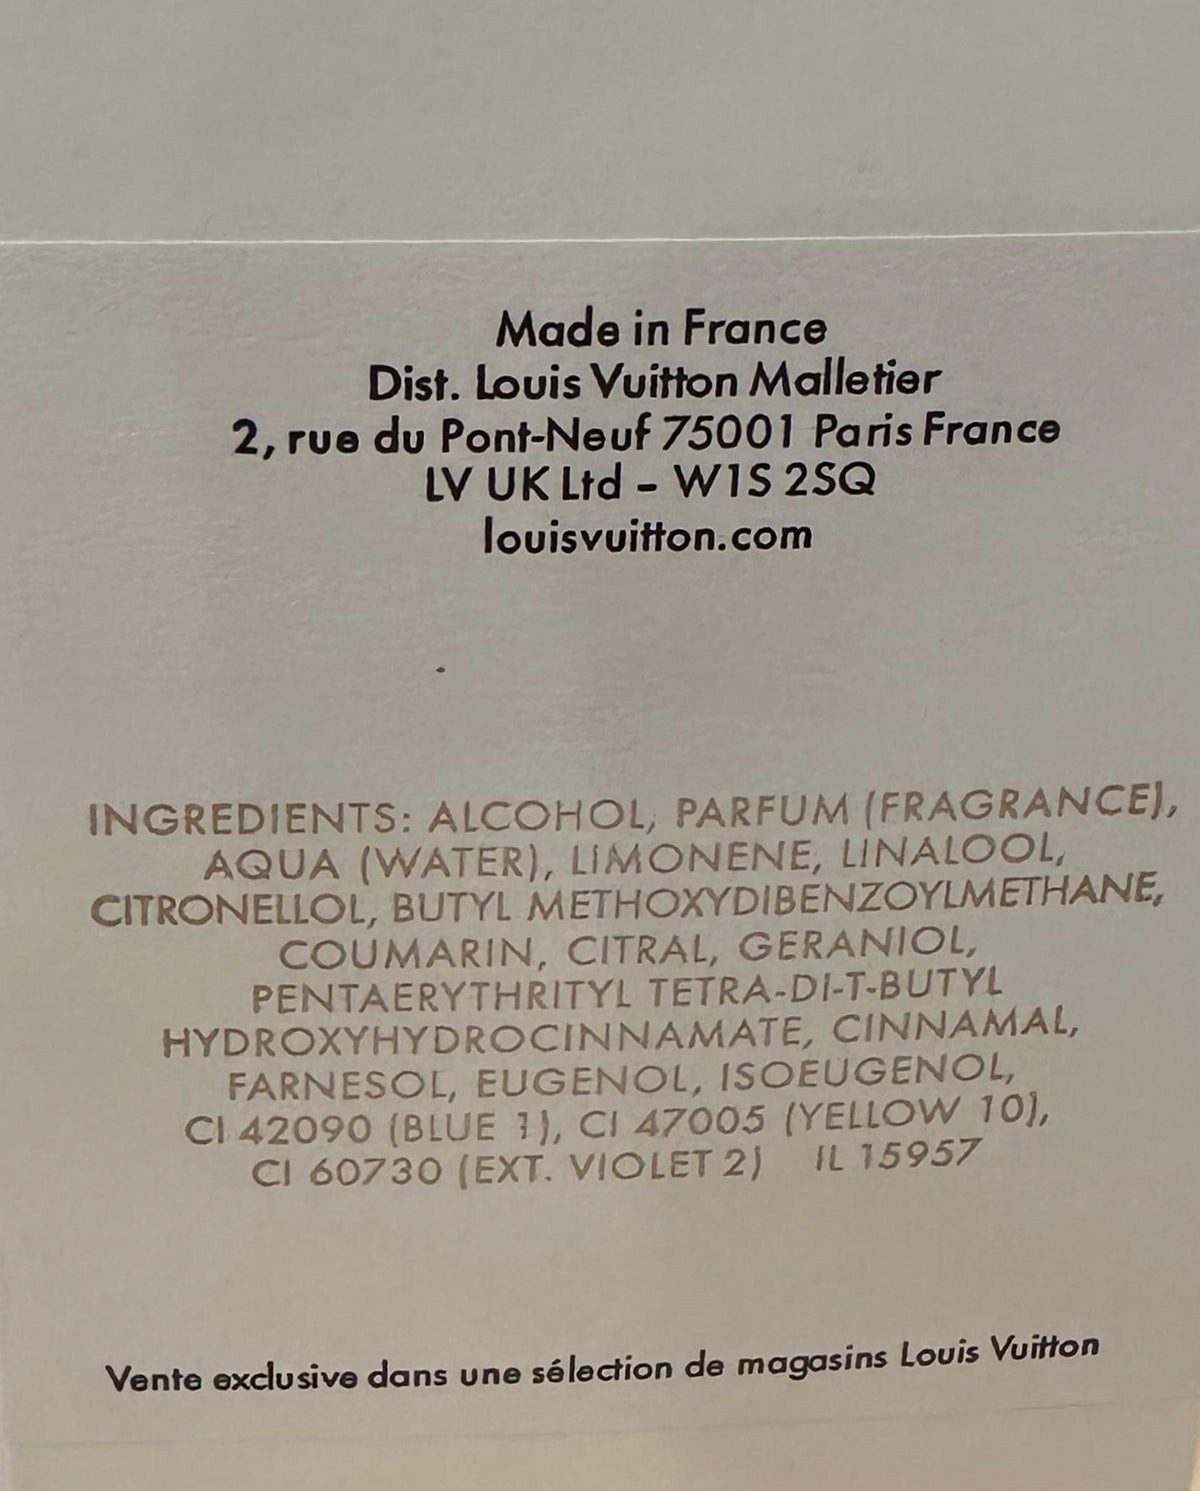 Made in France
Dist. Louis Vuitton Malletier
2, rue du Pont-Neuf 75001 Paris France
LV UK Ltd – W1S 2SQ
louisvuitton.com
INGREDIENTS: ALCOHOL, PARFUM (FRAGRANCE),
AQUA (WATER), LIMONENE, LINALOOL,
CITRONELLOL, BUTYL METHOXYDIBENZOYLMETHANE,
COUMARIN, CITRAL, GERANIOL,
PENTAERYTHRITYL TETRA-DI-T-BUTYL
HYDROXYHYDROCINNAMATE, CINNAMAL,
FARNESOL, EUGENOL, ISOEUGENOL,
CI 42090 (BLUE 1), CI 47005 (YELLOW 10),
CI 60730 (EXT. VIOLET 2) IL 15957
Vente exclusive dans une sélection de magasins Louis Vuitton